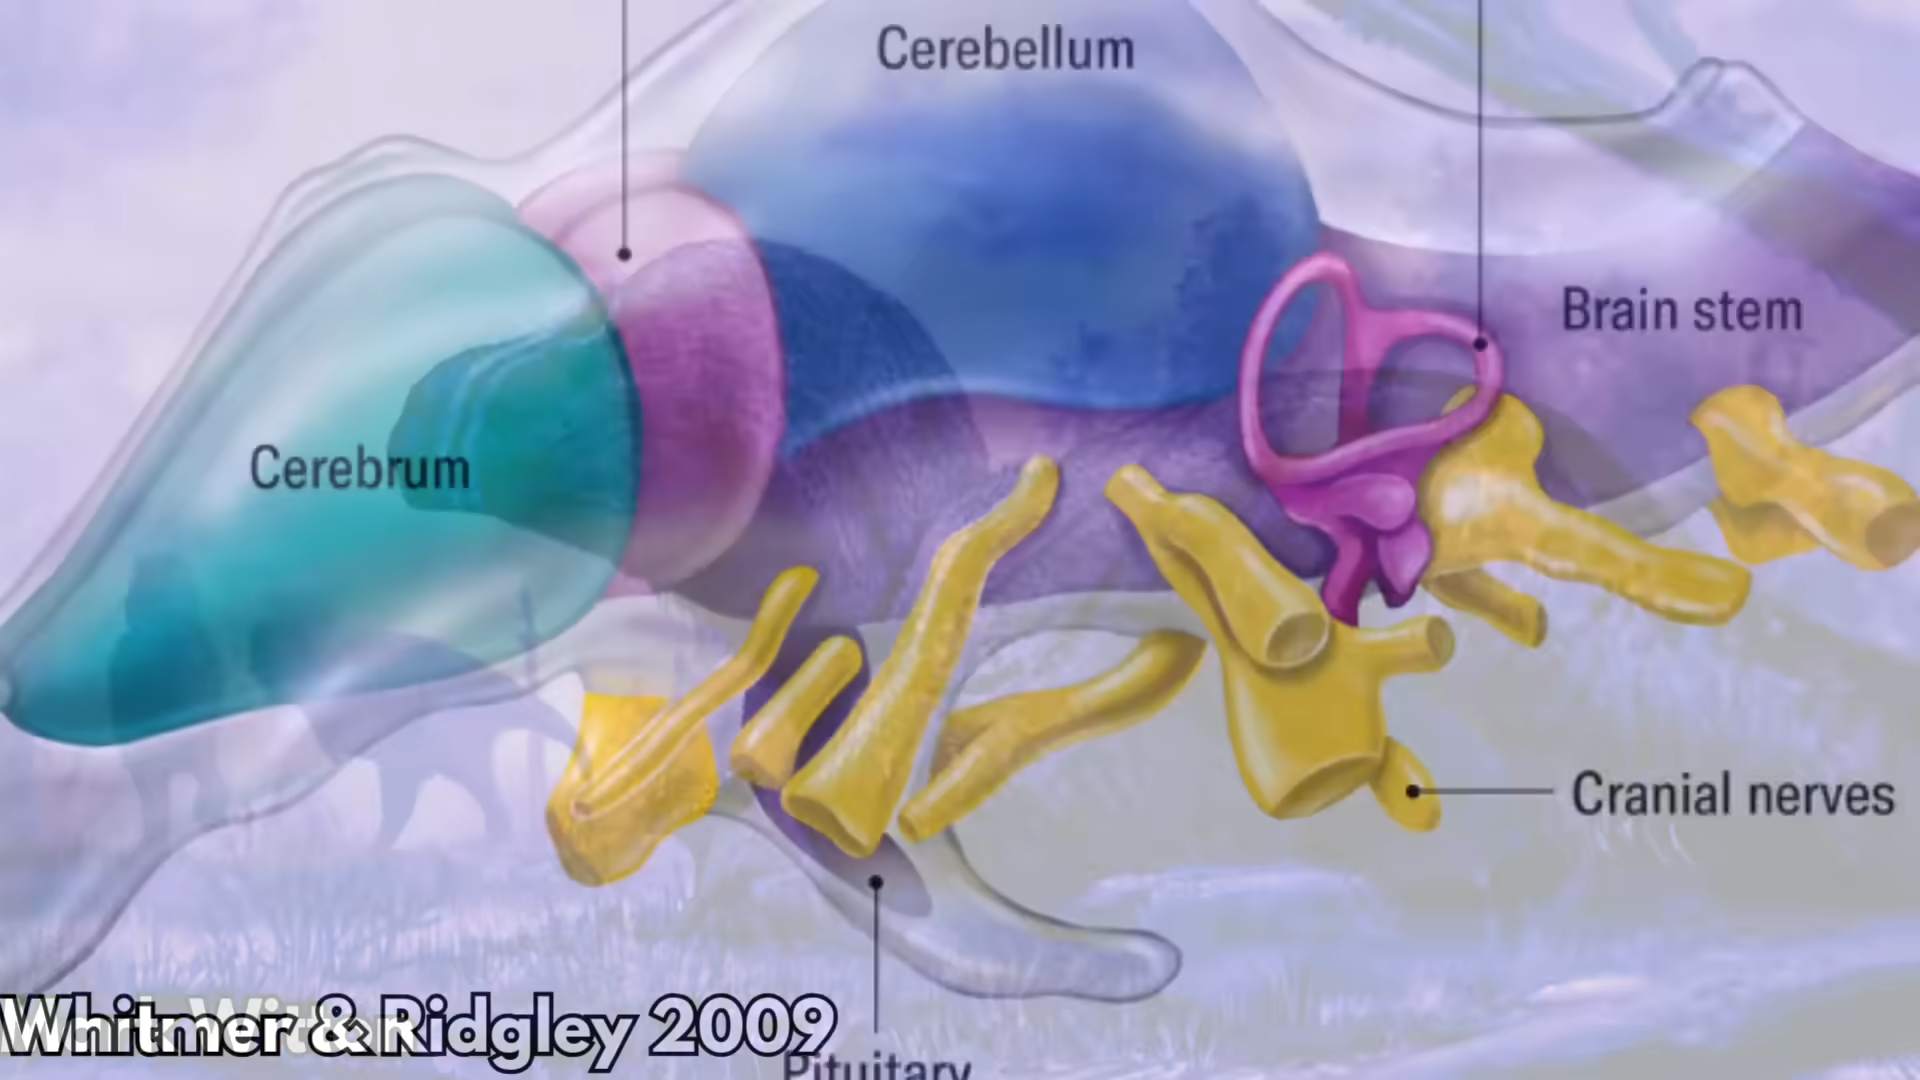 Cerebellum
Brain stem
Cerebrum
Cranial nerves
Whitmer & Ridgley 2009
Pituitary